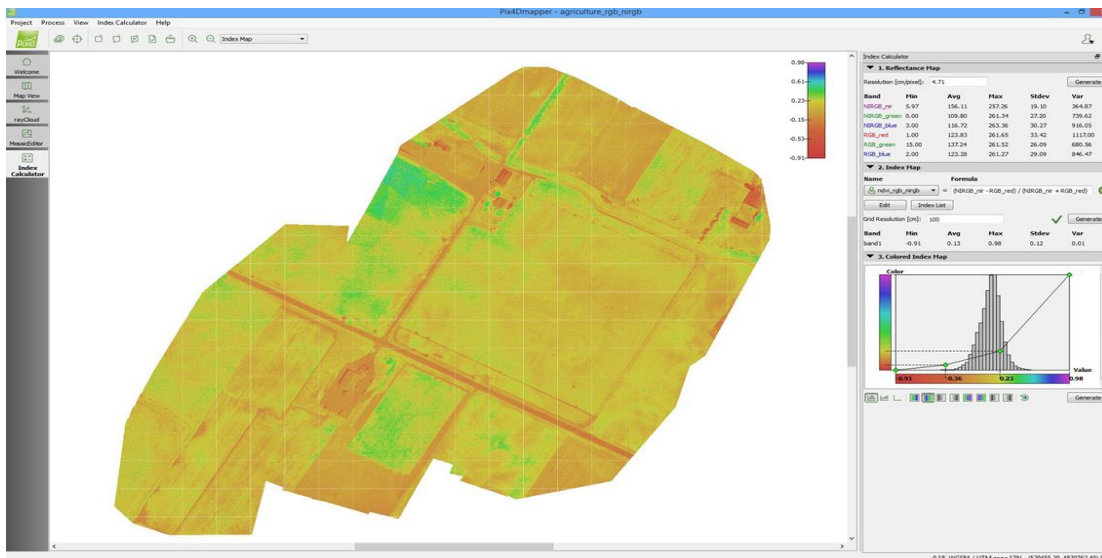 Pix4Dmapper - agriculture_rgb_nirgb
Project Process View Index Calculator Help
Index Map
Welcome
Map View
rayCloud
MosaicEditor
Index
Calculator
0.98
0.61
0.23
-0.15
-0.53
-0.91
Index Calculator
1. Reflectance Map
Resolution [cm/pixel]: 4.71 Generate
Band Min Avg Max Stdev Var
NIRGB_nir 5.97 156.11 257.26 19.10 364.87
NIRGB_green 0.00 109.80 261.34 27.20 739.62
NIRGB_blue 3.00 116.72 263.36 30.27 916.05
RGB_red 1.00 123.83 261.65 33.42 1117.00
RGB_green 15.00 137.24 261.52 26.09 680.56
RGB_blue 2.00 123.28 261.27 29.09 846.47
2. Index Map
Name Formula
ndvi_rgb_nirgb = (NIRGB_nir - RGB_red) / (NIRGB_nir + RGB_red)
Edit Index List
Grid Resolution [cm]: 100 Generate
Band Min Avg Max Stdev Var
band1 -0.91 0.13 0.98 0.12 0.01
3. Colored Index Map
Color
Value
-0.91 -0.36 0.23 0.98
Generate